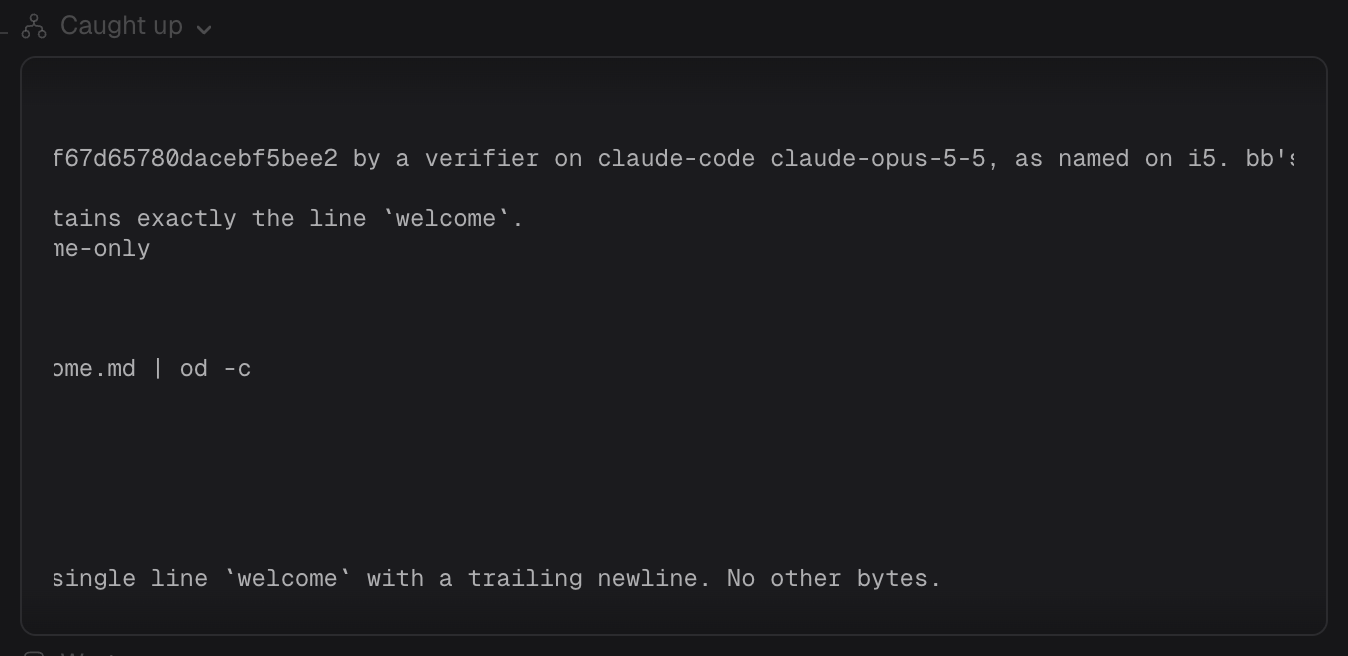 Caught up
f67d65780dacebf5bee2 by a verifier on claude-code claude-opus-5-5, as named on i5. bb's
tains exactly the line `welcome`.
me-only
ome.md | od -c
single line `welcome` with a trailing newline. No other bytes.